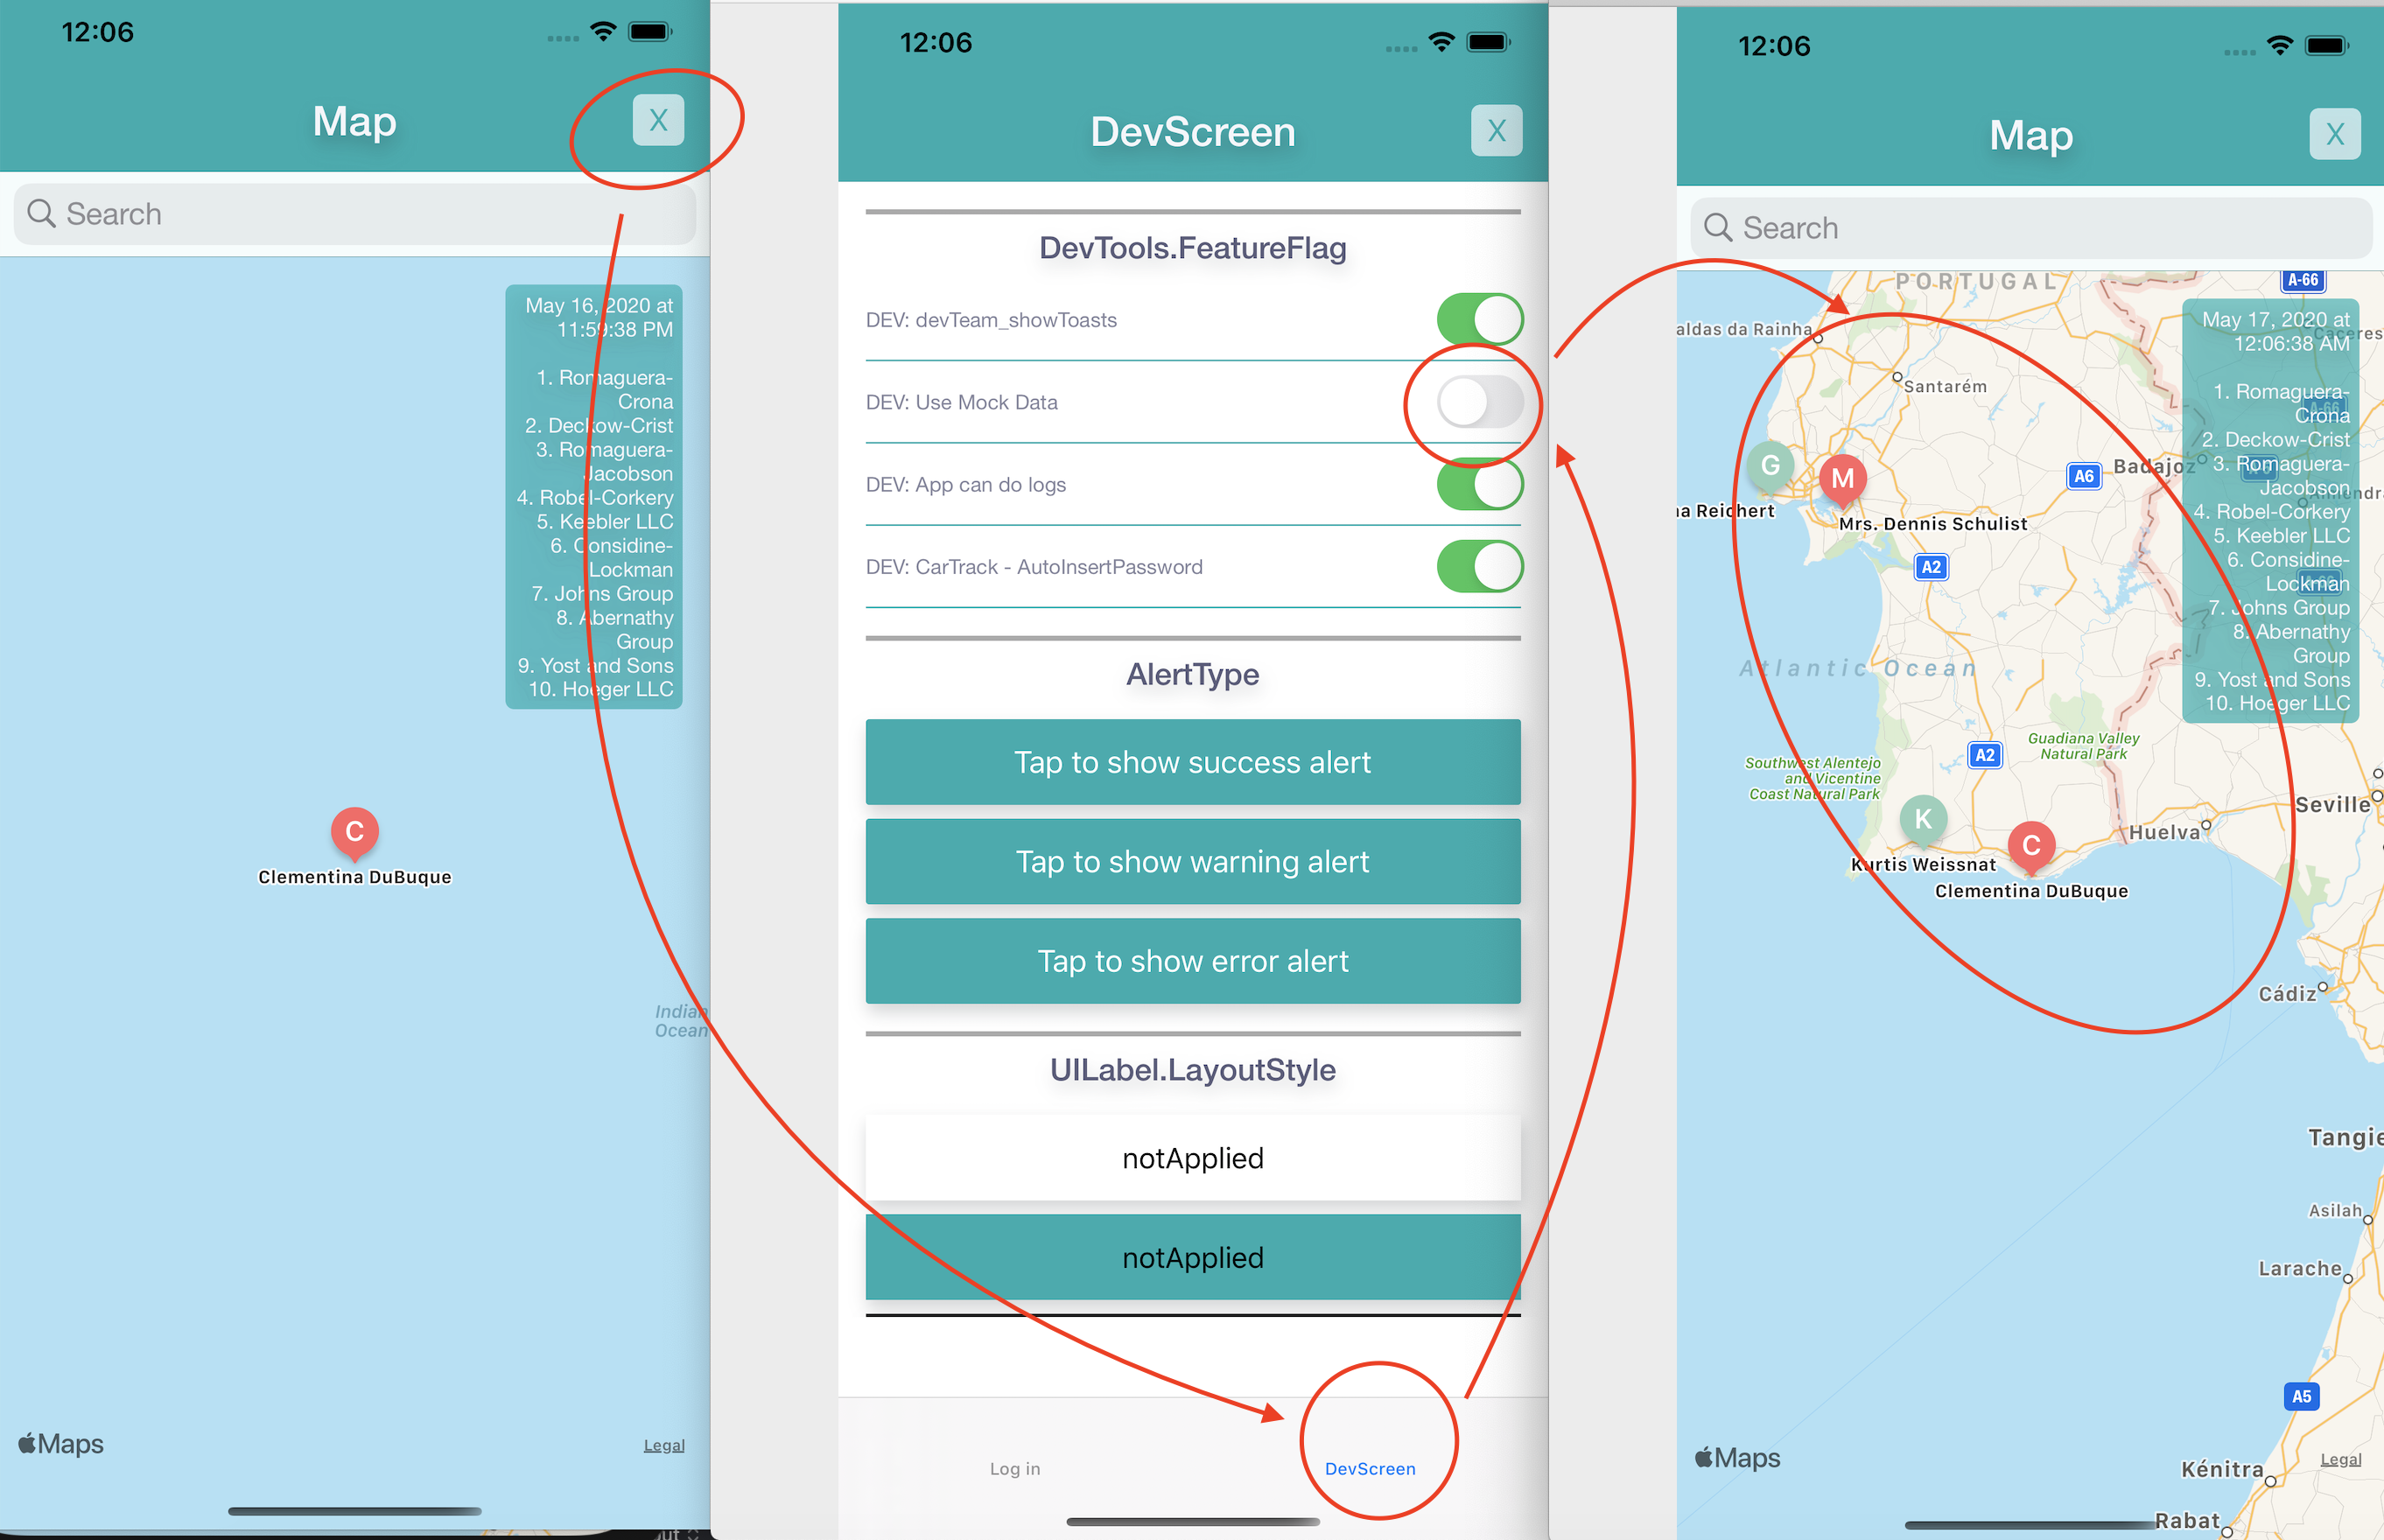 12:06
Map
X
Search
May 16, 2020 at
11:59:38 PM
1. Romaguera-
Crona
2. Deckow-Crist
3. Romaguera-
Jacobson
4. Robel-Corkery
5. Keebler LLC
6. Considine-
Lockman
7. Johns Group
8. Abernathy
Group
9. Yost and Sons
10. Hoeger LLC
C
Clementina DuBuque
Indian
Ocean
Maps
Legal
12:06
DevScreen
X
DevTools.FeatureFlag
DEV: devTeam_showToasts
DEV: Use Mock Data
DEV: App can do logs
DEV: CarTrack - AutoInsertPassword
AlertType
Tap to show success alert
Tap to show warning alert
Tap to show error alert
UILabel.LayoutStyle
notApplied
notApplied
Log in
DevScreen
12:06
Map
X
Search
PORTUGAL
A-66
aldas da Rainha
Santarém
May 17, 2020 at
12:06:38 AM
1. Romaguera-
Crona
2. Deckow-Crist
3. Romaguera-
Jacobson
4. Robel-Corkery
5. Keebler LLC
6. Considine-
Lockman
7. Johns Group
8. Abernathy
Group
9. Yost and Sons
10. Hoeger LLC
Caceres
A-66
G
M
A6
Badajoz
na Reichert
Mrs. Dennis Schulist
A2
Atlantic Ocean
Guadiana Valley
Natural Park
A2
Southwest Alentejo
and Vicentine
Coast Natural Park
Seville
K
C
Huelva
Kurtis Weissnat
Clementina DuBuque
Cádiz
Tangie
Asilah
Larache
A5
Maps
Legal
Kénitra
Rabat